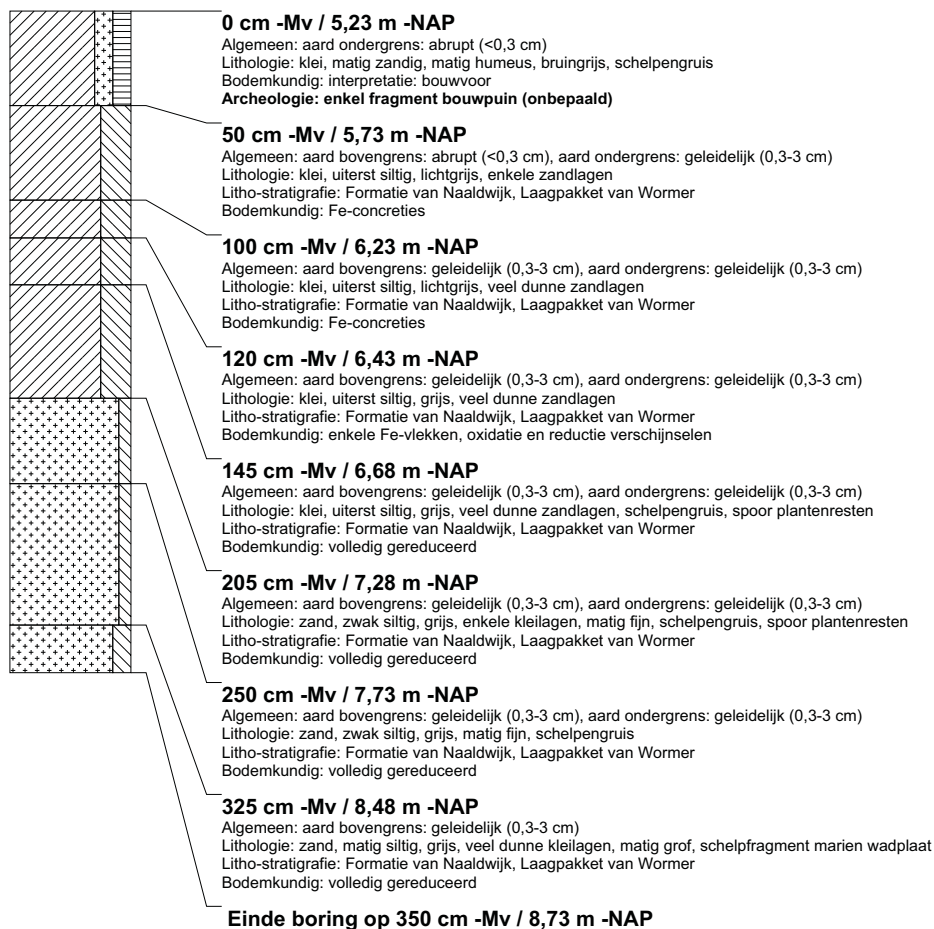 0 cm -Mv / 5,23 m -NAP
Algemeen: aard ondergrens: abrupt (<0,3 cm)
Lithologie: klei, matig zandig, matig humeus, bruingrijs, schelpengruis
Bodemkundig: interpretatie: bouwvoor
Archeologie: enkel fragment bouwpuin (onbepaald)
50 cm -Mv / 5,73 m -NAP
Algemeen: aard bovengrens: abrupt (<0,3 cm), aard ondergrens: geleidelijk (0,3-3 cm)
Lithologie: klei, uiterst siltig, lichtgrijs, enkele zandlagen
Litho-stratigrafie: Formatie van Naaldwijk, Laagpakket van Wormer
Bodemkundig: Fe-concreties
100 cm -Mv / 6,23 m -NAP
Algemeen: aard bovengrens: geleidelijk (0,3-3 cm), aard ondergrens: geleidelijk (0,3-3 cm)
Lithologie: klei, uiterst siltig, lichtgrijs, veel dunne zandlagen
Litho-stratigrafie: Formatie van Naaldwijk, Laagpakket van Wormer
Bodemkundig: Fe-concreties
120 cm -Mv / 6,43 m -NAP
Algemeen: aard bovengrens: geleidelijk (0,3-3 cm), aard ondergrens: geleidelijk (0,3-3 cm)
Lithologie: klei, uiterst siltig, grijs, veel dunne zandlagen
Litho-stratigrafie: Formatie van Naaldwijk, Laagpakket van Wormer
Bodemkundig: enkele Fe-vlekken, oxidatie en reductie verschijnselen
145 cm -Mv / 6,68 m -NAP
Algemeen: aard bovengrens: geleidelijk (0,3-3 cm), aard ondergrens: geleidelijk (0,3-3 cm)
Lithologie: klei, uiterst siltig, grijs, veel dunne zandlagen, schelpengruis, spoor plantenresten
Litho-stratigrafie: Formatie van Naaldwijk, Laagpakket van Wormer
Bodemkundig: volledig gereduceerd
205 cm -Mv / 7,28 m -NAP
Algemeen: aard bovengrens: geleidelijk (0,3-3 cm), aard ondergrens: geleidelijk (0,3-3 cm)
Lithologie: zand, zwak siltig, grijs, enkele kleilagen, matig fijn, schelpengruis, spoor plantenresten
Litho-stratigrafie: Formatie van Naaldwijk, Laagpakket van Wormer
Bodemkundig: volledig gereduceerd
250 cm -Mv / 7,73 m -NAP
Algemeen: aard bovengrens: geleidelijk (0,3-3 cm), aard ondergrens: geleidelijk (0,3-3 cm)
Lithologie: zand, zwak siltig, grijs, matig fijn, schelpengruis
Litho-stratigrafie: Formatie van Naaldwijk, Laagpakket van Wormer
Bodemkundig: volledig gereduceerd
325 cm -Mv / 8,48 m -NAP
Algemeen: aard bovengrens: geleidelijk (0,3-3 cm)
Lithologie: zand, matig siltig, grijs, veel dunne kleilagen, matig grof, schelpfragment marien wadplaat
Litho-stratigrafie: Formatie van Naaldwijk, Laagpakket van Wormer
Bodemkundig: volledig gereduceerd
Einde boring op 350 cm -Mv / 8,73 m -NAP